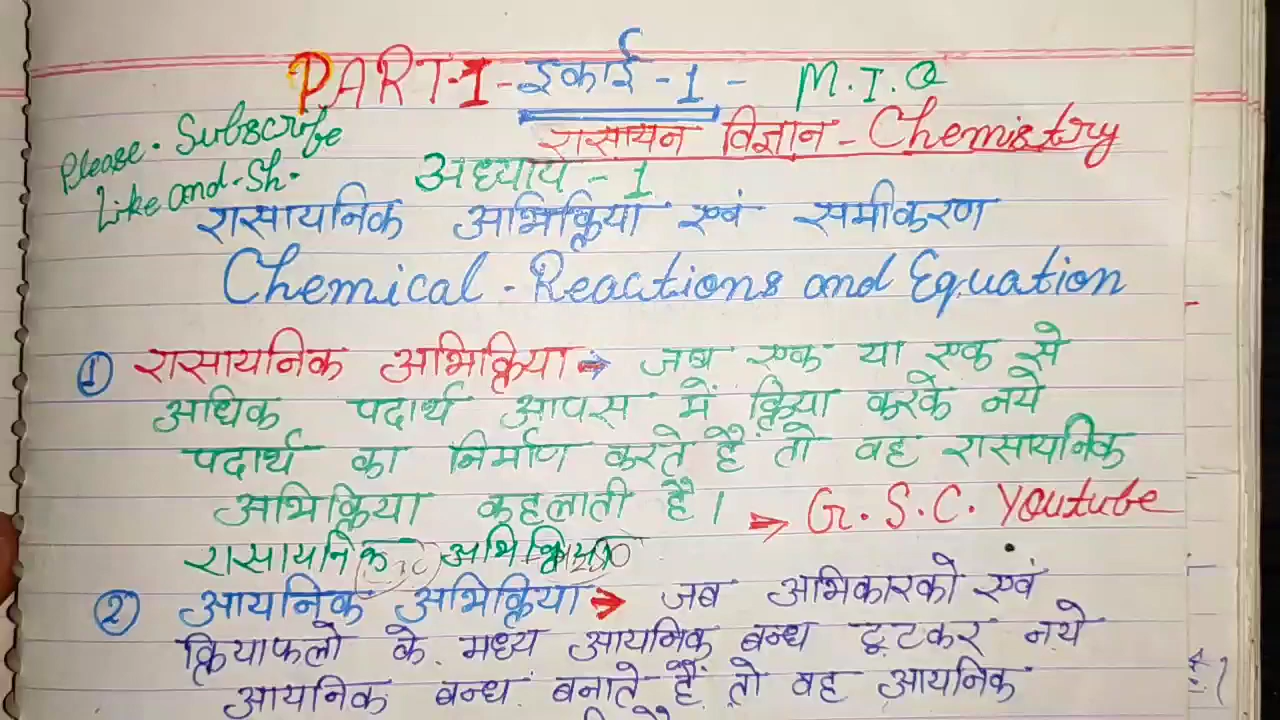 PART-1-इकाई-1- M.I.Q
Please. Subscribe
रासायन विज्ञान - Chemistry
Like and-Sh.
अध्याय - 1
रासायनिक अभिक्रिया एवं समीकरण
Chemical - Reactions and Equation
① रासायनिक अभिक्रिया → जब एक या एक से
अधिक पदार्थ आपस में क्रिया करके नये
पदार्थ का निर्माण करते हैं तो वह रासायनिक
अभिक्रिया कहलाती है।
⇒ G.S.C. Youtube
रासायनिक
② आयनिक अभिक्रिया → जब अभिकारको एवं
क्रियाफलो के मध्य आयनिक बन्ध टूटकर नये
आयनिक बन्ध बनाते हैं तो वह आयनिक